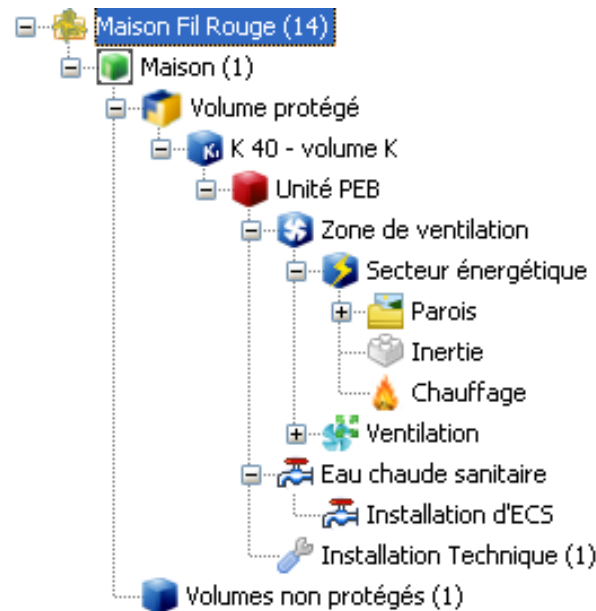 Maison Fil Rouge (14)
Maison (1)
Volume protégé
K 40 - volume K
Unité PEB
Zone de ventilation
Secteur énergétique
Parois
Inertie
Chauffage
Ventilation
Eau chaude sanitaire
Installation d'ECS
Installation Technique (1)
Volumes non protégés (1)